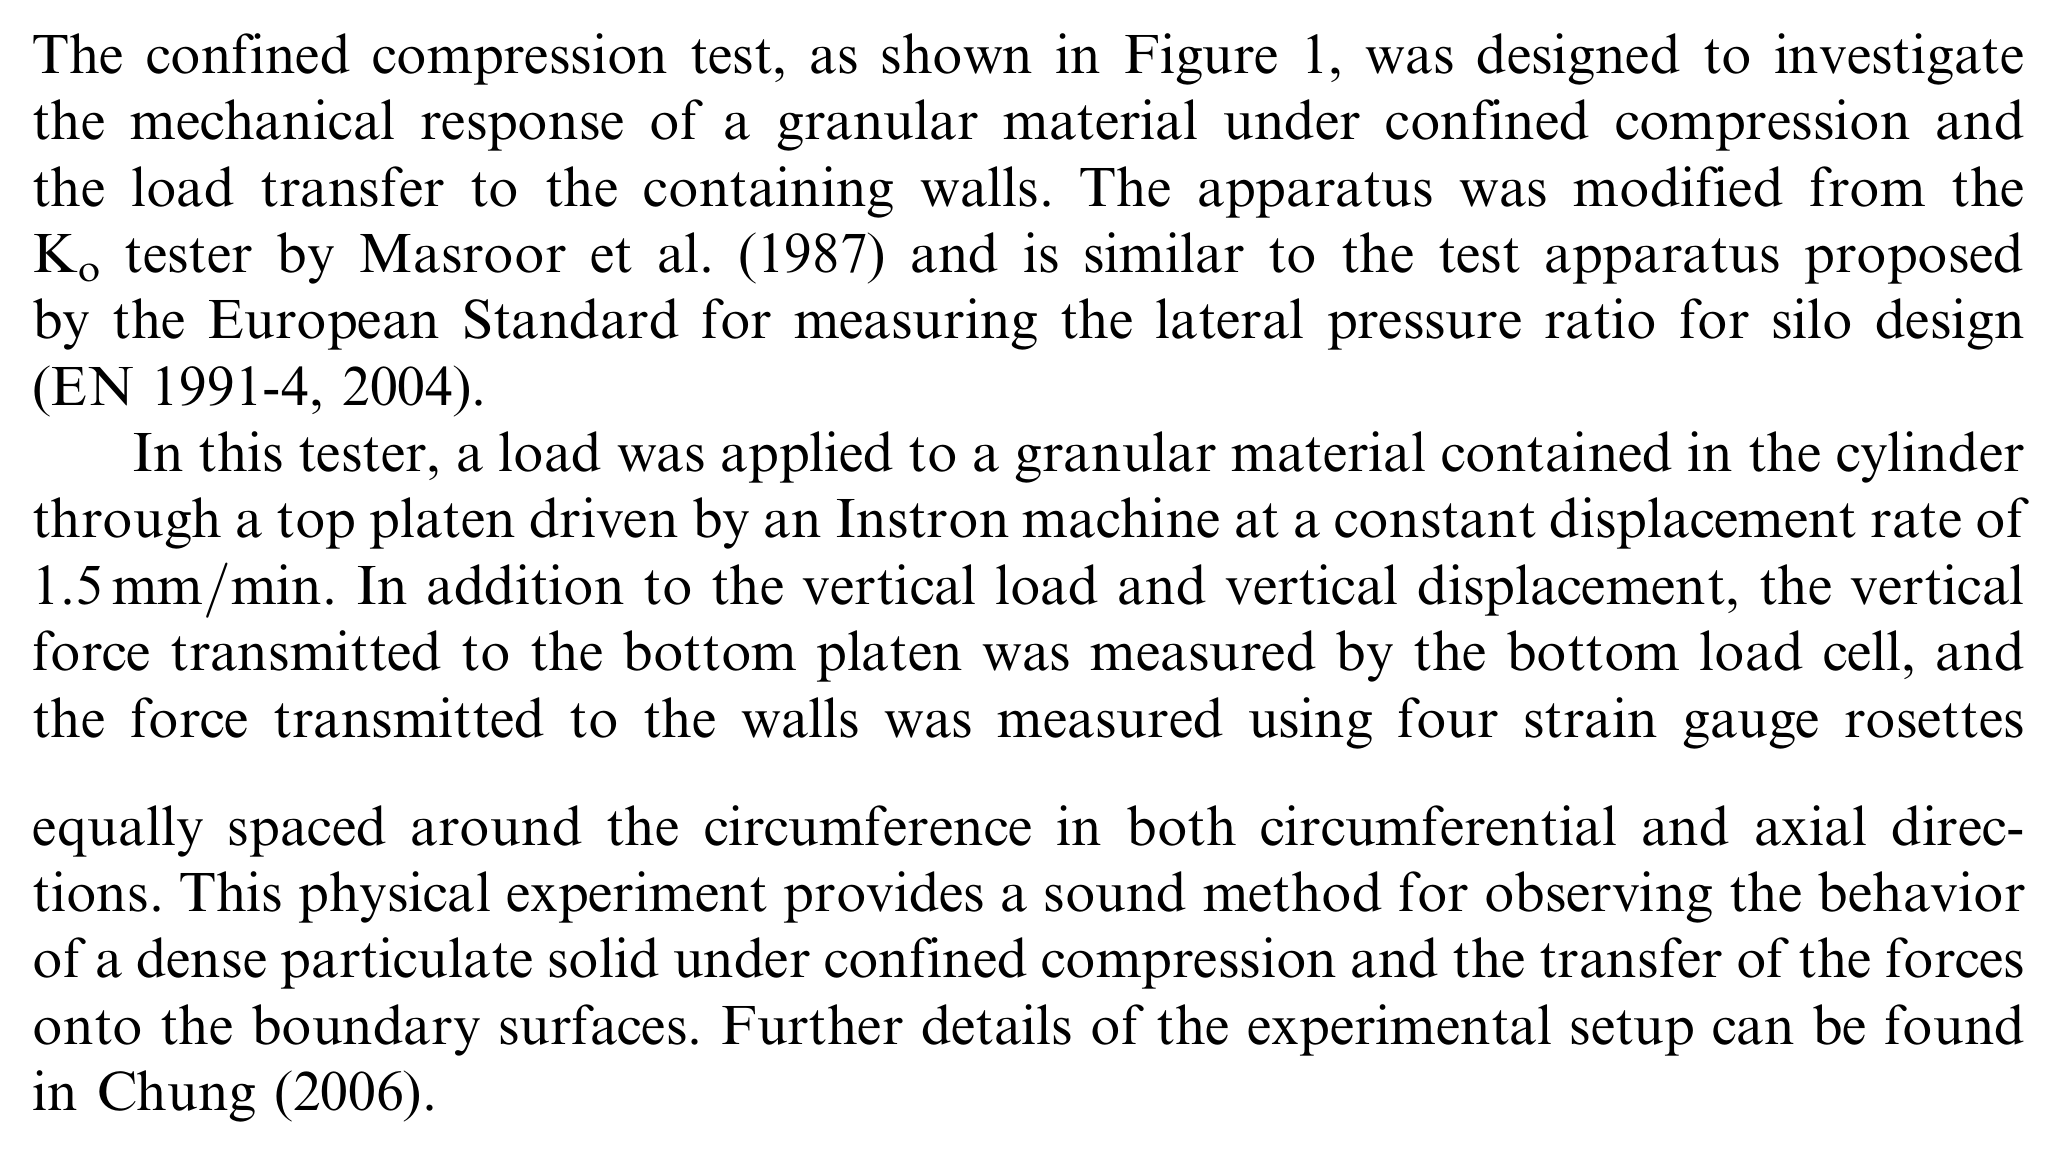 The confined compression test, as shown in Figure 1, was designed to investigate
the mechanical response of a granular material under confined compression and
the load transfer to the containing walls. The apparatus was modified from the
Ko tester by Masroor et al. (1987) and is similar to the test apparatus proposed
by the European Standard for measuring the lateral pressure ratio for silo design
(EN 1991-4, 2004).
In this tester, a load was applied to a granular material contained in the cylinder
through a top platen driven by an Instron machine at a constant displacement rate of
1.5 mm/min. In addition to the vertical load and vertical displacement, the vertical
force transmitted to the bottom platen was measured by the bottom load cell, and
the force transmitted to the walls was measured using four strain gauge rosettes
equally spaced around the circumference in both circumferential and axial direc-
tions. This physical experiment provides a sound method for observing the behavior
of a dense particulate solid under confined compression and the transfer of the forces
onto the boundary surfaces. Further details of the experimental setup can be found
in Chung (2006).